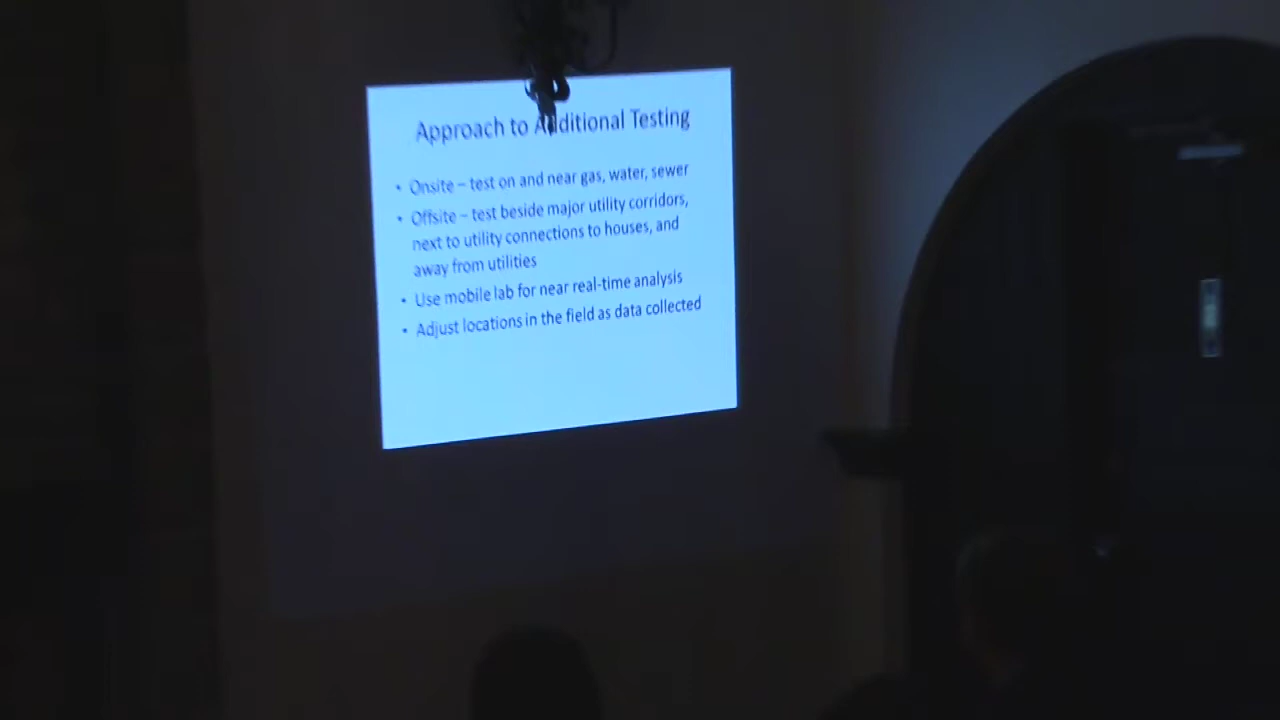 Approach to Additional Testing
• Onsite – test on and near gas, water, sewer
• Offsite – test beside major utility corridors,
next to utility connections to houses, and
away from utilities
• Use mobile lab for near real-time analysis
• Adjust locations in the field as data collected